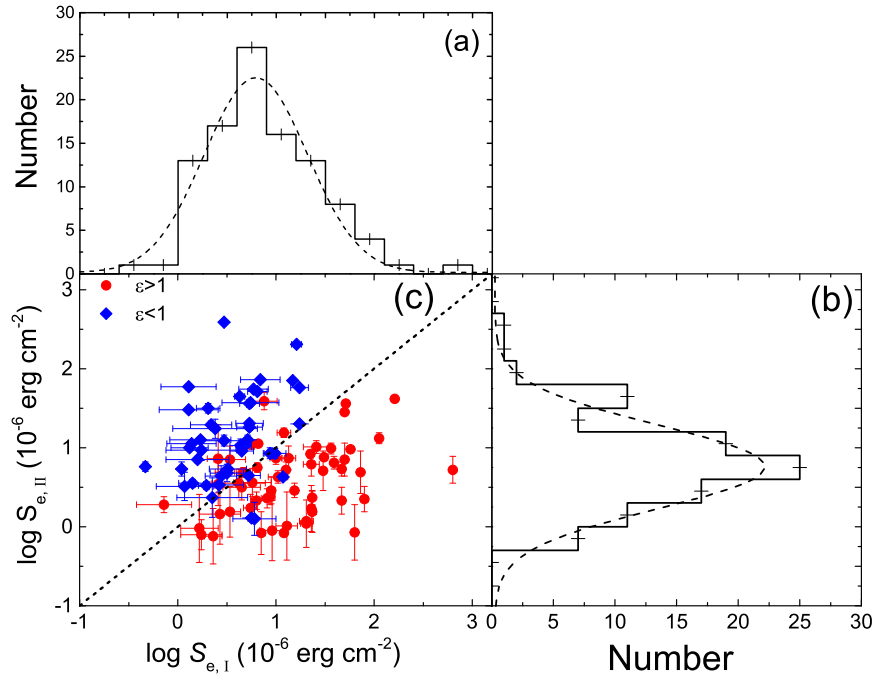 30
(a)
25
20
15
10
5
0
Number
3
2
1
0
-1
log S e, II (10⁻⁶ erg cm⁻²)
ε>1
ε<1
(c)
(b)
-1 0 1 2 3
log S e, I (10⁻⁶ erg cm⁻²)
0 5 10 15 20 25 30
Number